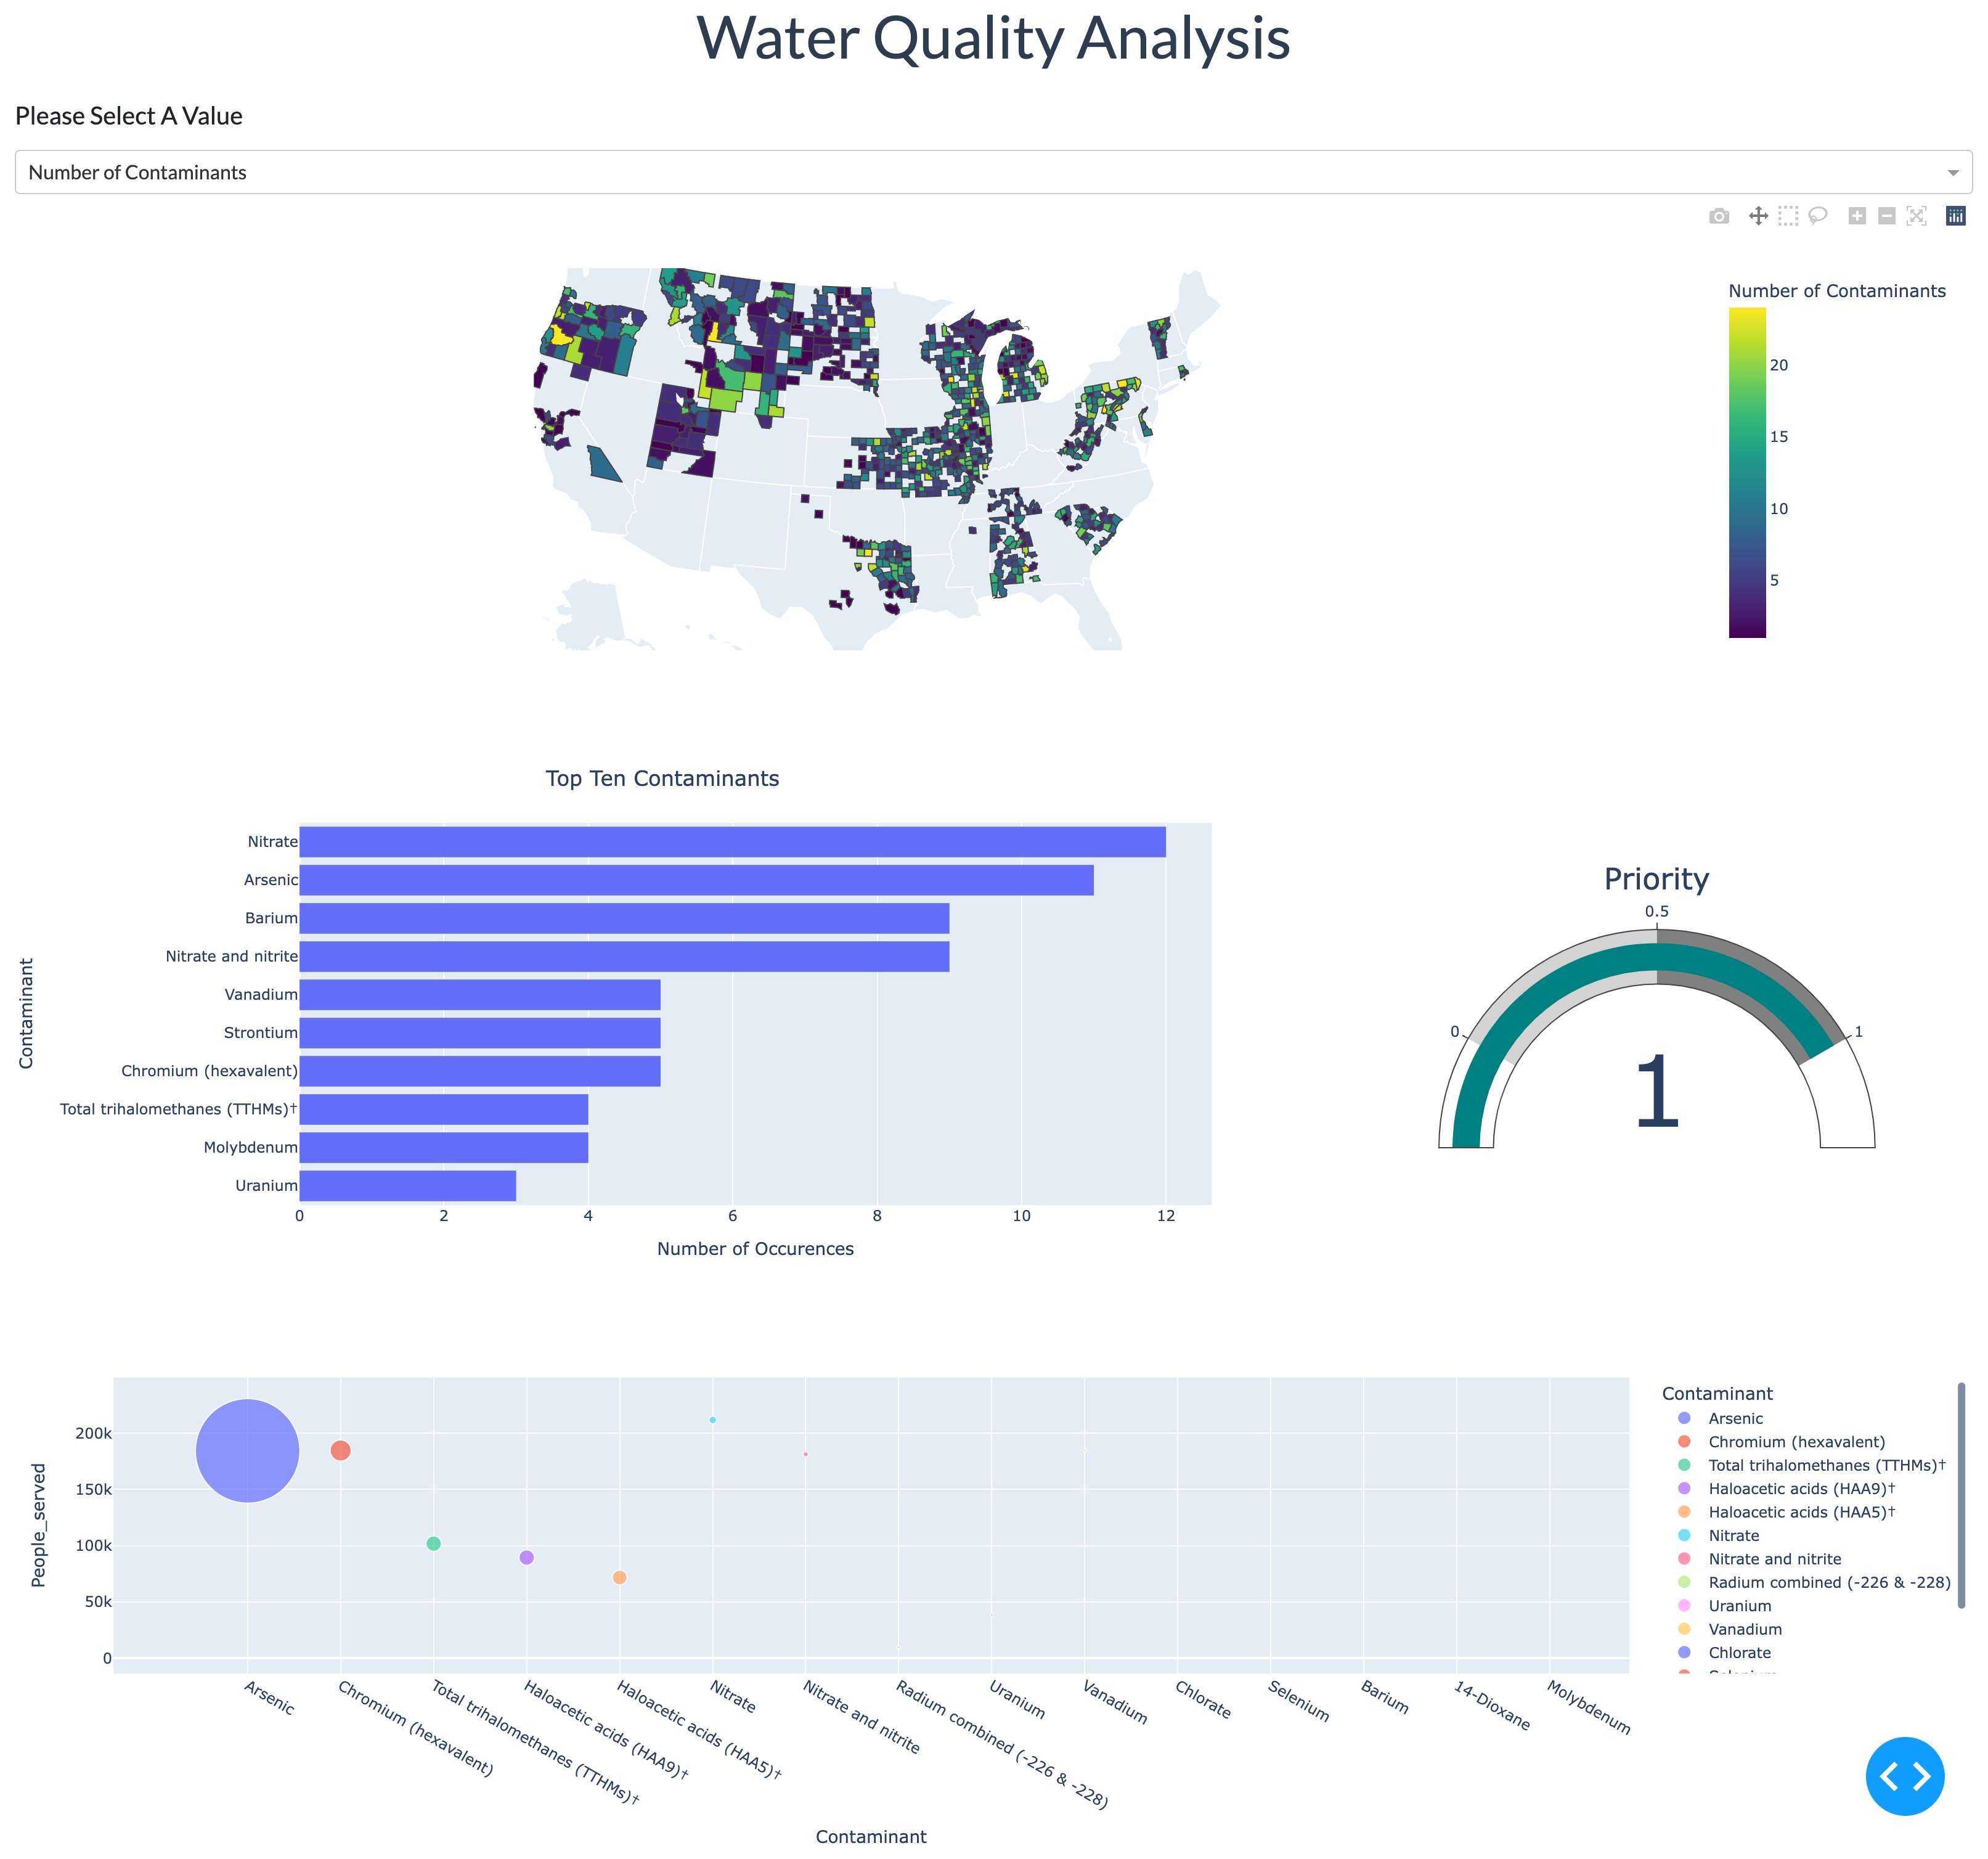 Water Quality Analysis
Please Select A Value
Number of Contaminants
Number of Contaminants
20
15
10
5
Top Ten Contaminants
Contaminant
Nitrate
Arsenic
Barium
Nitrate and nitrite
Vanadium
Strontium
Chromium (hexavalent)
Total trihalomethanes (TTHMs)†
Molybdenum
Uranium
0 2 4 6 8 10 12
Number of Occurences
Priority
0 0.5 1
1
People_served
200k
150k
100k
50k
0
Arsenic
Chromium (hexavalent)
Total trihalomethanes (TTHMs)†
Haloacetic acids (HAA9)†
Haloacetic acids (HAA5)†
Nitrate
Nitrate and nitrite
Radium combined (-226 & -228)
Uranium
Vanadium
Chlorate
Selenium
Barium
14-Dioxane
Molybdenum
Contaminant
Contaminant
Arsenic
Chromium (hexavalent)
Total trihalomethanes (TTHMs)†
Haloacetic acids (HAA9)†
Haloacetic acids (HAA5)†
Nitrate
Nitrate and nitrite
Radium combined (-226 & -228)
Uranium
Vanadium
Chlorate